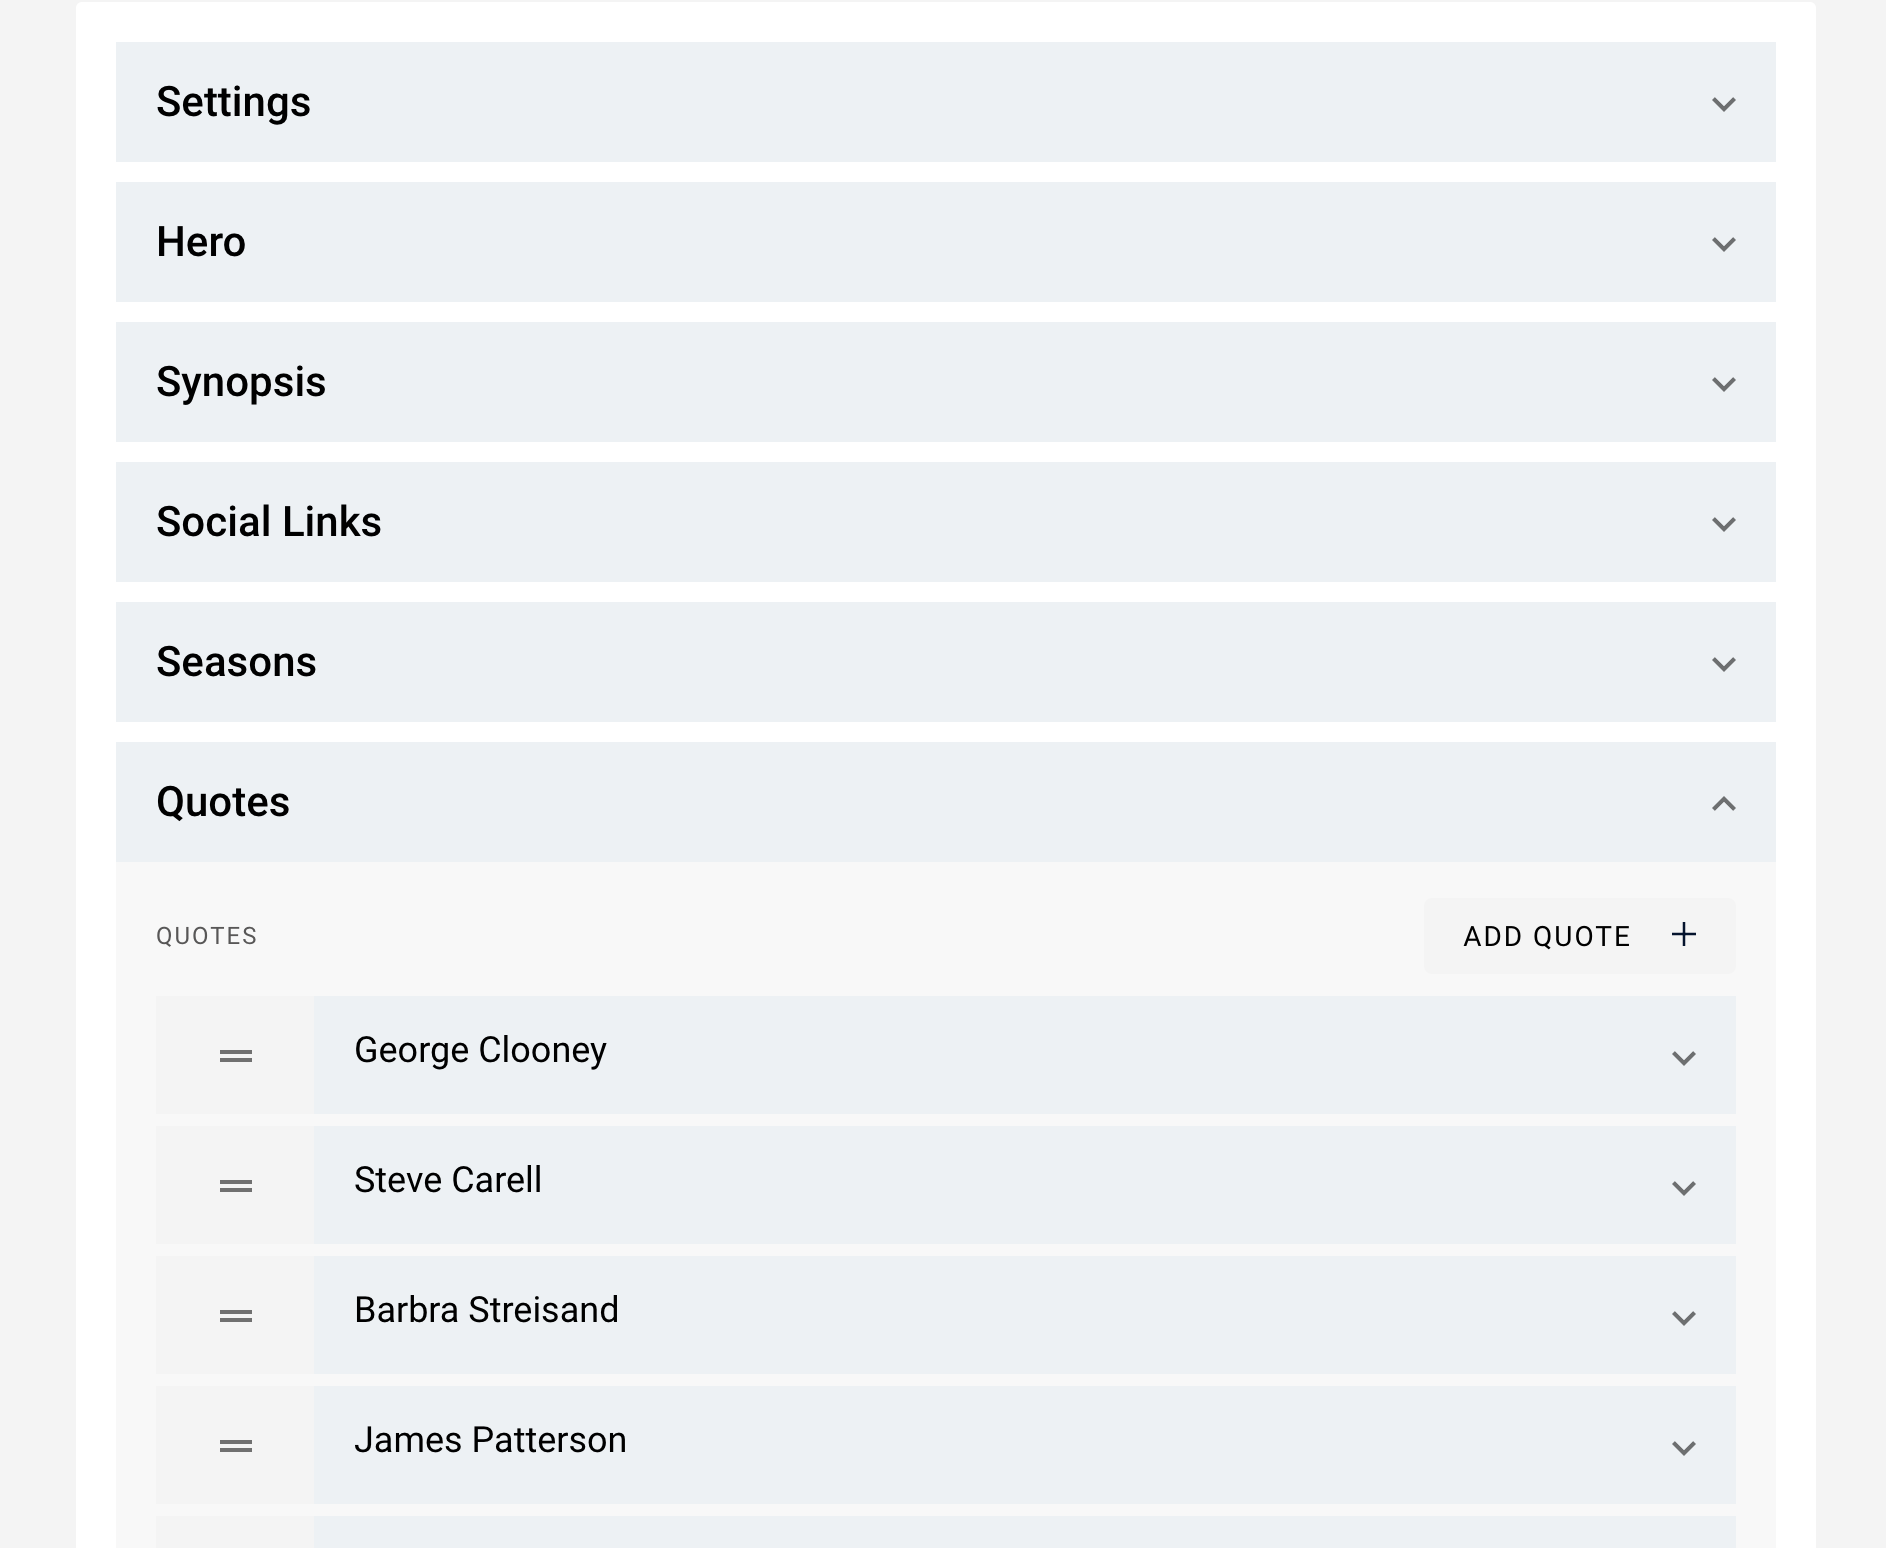 Settings
Hero
Synopsis
Social Links
Seasons
Quotes
QUOTES
ADD QUOTE
George Clooney
Steve Carell
Barbra Streisand
James Patterson